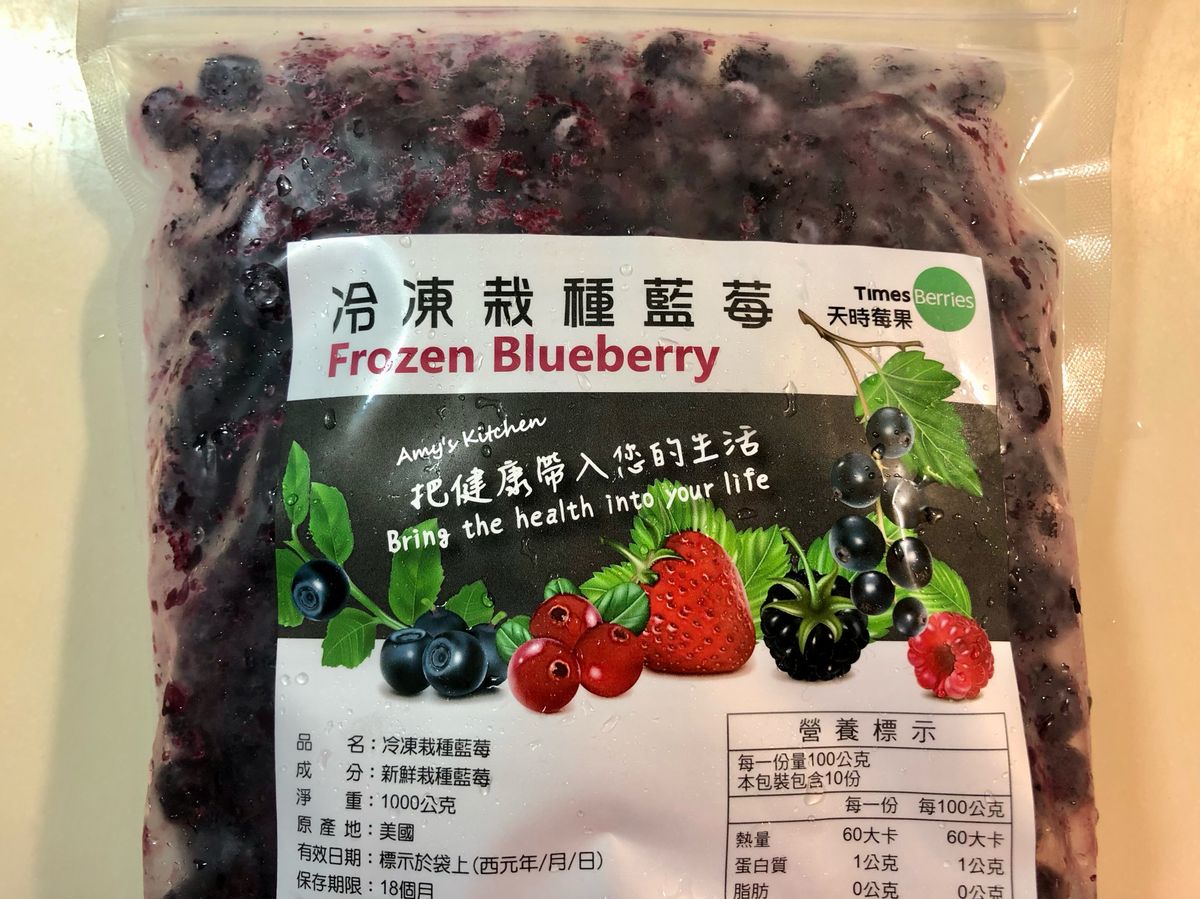 冷凍栽種藍莓
Frozen Blueberry
Times Berries
天時莓果
Amy's Kitchen
把健康帶入您的生活
Bring the health into your life
品名：冷凍栽種藍莓
成分：新鮮栽種藍莓
淨重：1000公克
原產地：美國
有效日期：標示於袋上(西元年/月/日)
保存期限：18個月
營養標示
每一份量100公克
本包裝包含10份
每一份 每100公克
熱量 60大卡 60大卡
蛋白質 1公克 1公克
脂肪 0公克 0公克